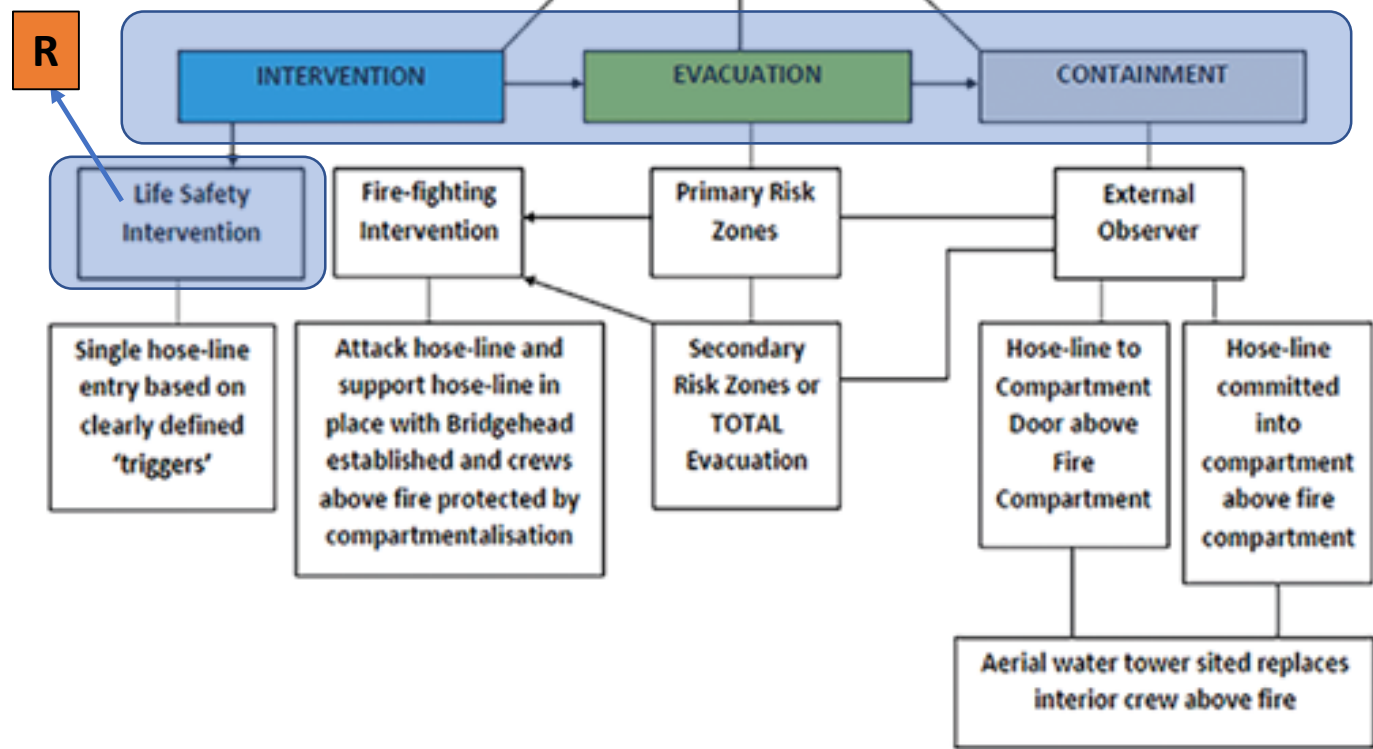 R
INTERVENTION
EVACUATION
CONTAINMENT
Life Safety
Intervention
Fire-fighting
Intervention
Primary Risk
Zones
External
Observer
Single hose-line
entry based on
clearly defined
‘triggers’
Attack hose-line and
support hose-line in
place with Bridgehead
established and crews
above fire protected by
compartmentalisation
Secondary
Risk Zones or
TOTAL
Evacuation
Hose-line to
Compartment
Door above
Fire
Compartment
Hose-line
committed
into
compartment
above fire
compartment
Aerial water tower sited replaces
interior crew above fire